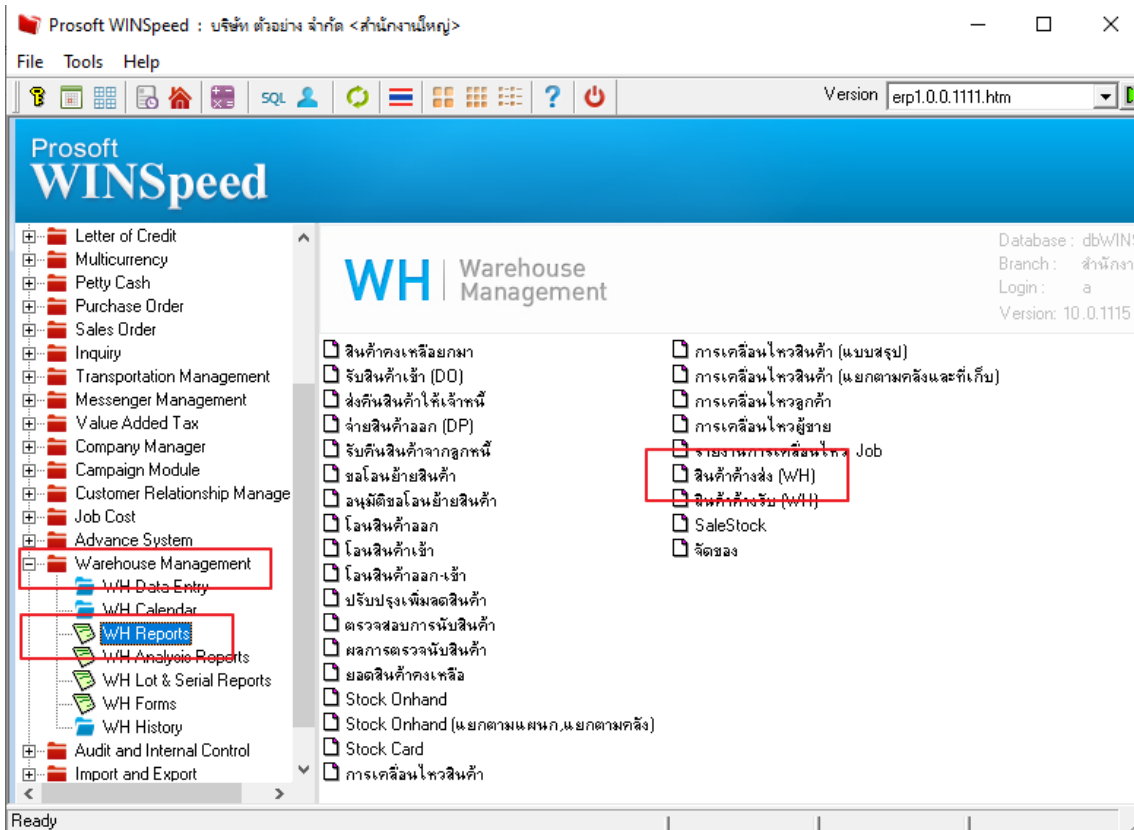 Prosoft WINSpeed : บริษัท ตัวอย่าง จำกัด <สำนักงานใหญ่>
File Tools Help
SQL
Version erp1.0.0.1111.htm
Prosoft
WINSpeed
Letter of Credit
Multicurrency
Petty Cash
Purchase Order
Sales Order
Inquiry
Transportation Management
Messenger Management
Value Added Tax
Company Manager
Campaign Module
Customer Relationship Manage
Job Cost
Advance System
Warehouse Management
WH Data Entry
WH Calendar
WH Reports
WH Analysis Reports
WH Lot & Serial Reports
WH Forms
WH History
Audit and Internal Control
Import and Export
WH Warehouse Management
Database : dbWINS
Branch : สำนักงา
Login : a
Version: 10.0.1115
สินค้าคงเหลือยกมา
รับสินค้าเข้า (DO)
ส่งคืนสินค้าให้เจ้าหนี้
จ่ายสินค้าออก (DP)
รับคืนสินค้าจากลูกหนี้
ขอโอนย้ายสินค้า
อนุมัติขอโอนย้ายสินค้า
โอนสินค้าออก
โอนสินค้าเข้า
โอนสินค้าออก-เข้า
ปรับปรุงเพิ่มลดสินค้า
ตรวจสอบการนับสินค้า
ผลการตรวจนับสินค้า
ยอดสินค้าคงเหลือ
Stock Onhand
Stock Onhand (แยกตามแผนก,แยกตามคลัง)
Stock Card
การเคลื่อนไหวสินค้า
การเคลื่อนไหวสินค้า (แบบสรุป)
การเคลื่อนไหวสินค้า (แยกตามคลังและที่เก็บ)
การเคลื่อนไหวลูกค้า
การเคลื่อนไหวผู้ขาย
รายงานการเคลื่อนไหว Job
สินค้าค้างส่ง (WH)
สินค้าค้างรับ (WH)
SaleStock
จัดของ
Ready